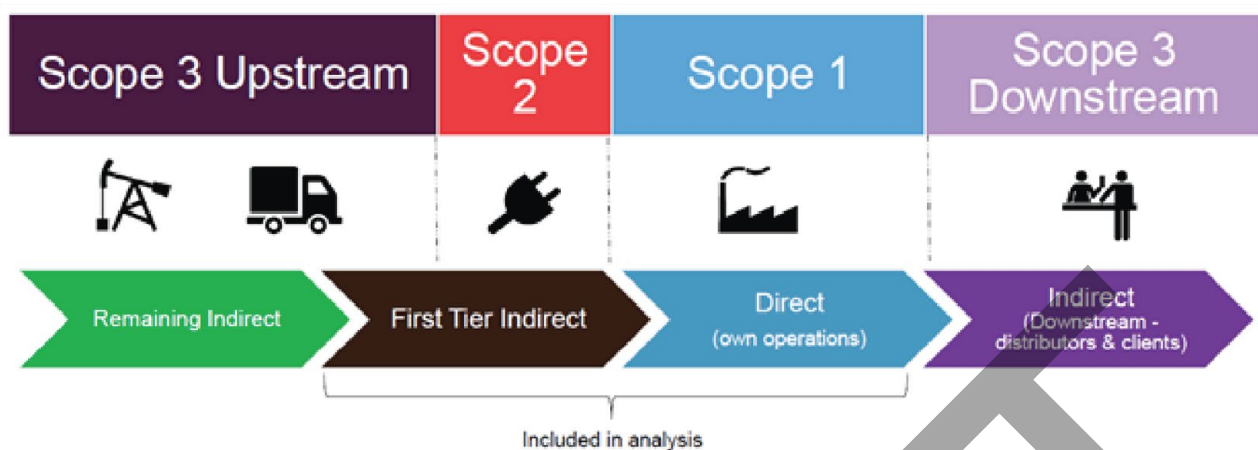 Scope 3 Upstream
Scope
2
Scope 1
Scope 3
Downstream
Remaining Indirect
First Tier Indirect
Direct
(own operations)
Indirect
(Downstream -
distributors & clients)
Included in analysis